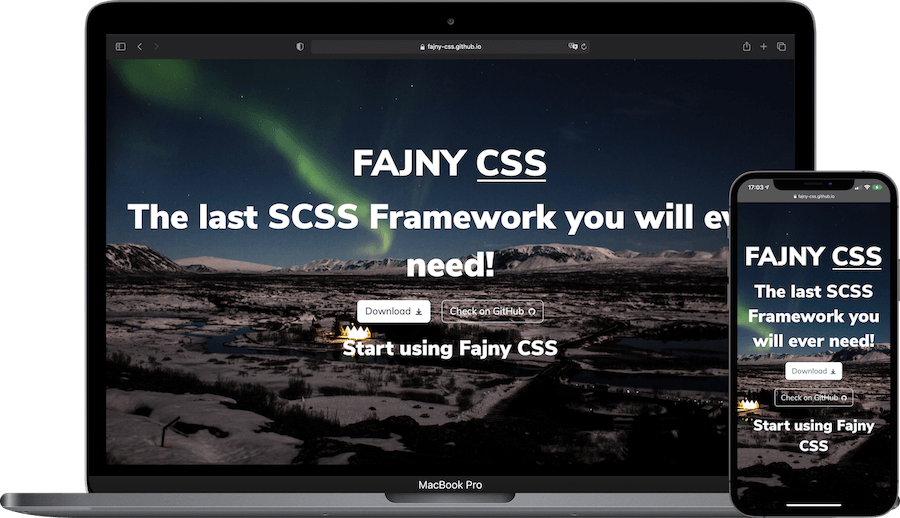 fajny-css.github.io
FAJNY CSS
The last SCSS Framework you will ev
need!
Download
Check on GitHub
Start using Fajny CSS
MacBook Pro
17:03
fajny-css.github.io
FAJNY CSS
The last SCSS
Framework you
will ever need!
Download
Check on GitHub
Start using Fajny
CSS